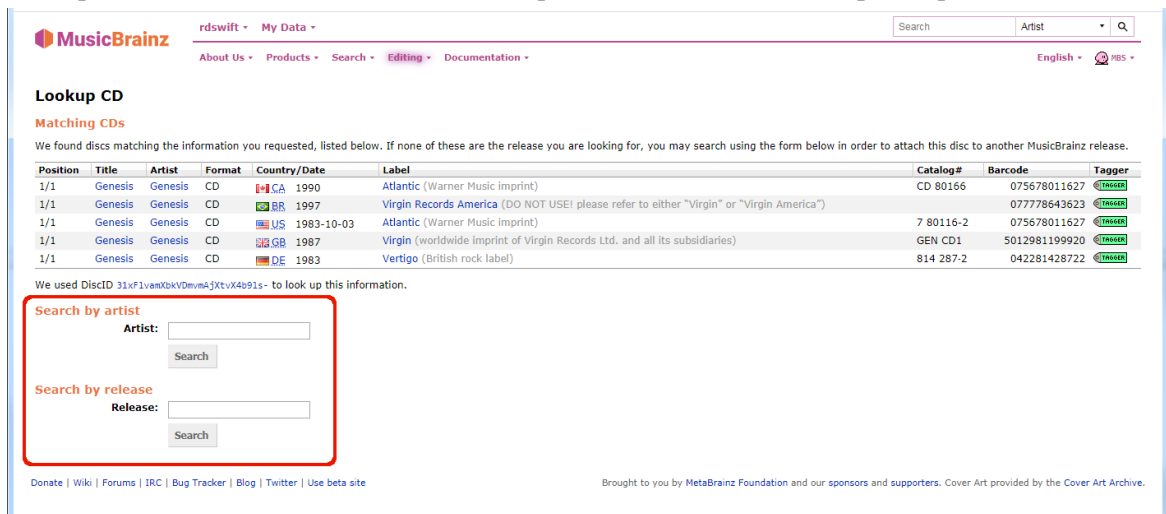 MusicBrainz
rdswift My Data
Search Artist
About Us Products Search Editing Documentation
English MBS
Lookup CD
Matching CDs
We found discs matching the information you requested, listed below. If none of these are the release you are looking for, you may search using the form below in order to attach this disc to another MusicBrainz release.
Position Title Artist Format Country/Date Label Catalog# Barcode Tagger
1/1 Genesis Genesis CD CA 1990 Atlantic (Warner Music imprint) CD 80166 075678011627 TAGGER
1/1 Genesis Genesis CD BR 1997 Virgin Records America (DO NOT USE! please refer to either "Virgin" or "Virgin America") 077778643623 TAGGER
1/1 Genesis Genesis CD US 1983-10-03 Atlantic (Warner Music imprint) 7 80116-2 075678011627 TAGGER
1/1 Genesis Genesis CD GB 1987 Virgin (worldwide imprint of Virgin Records Ltd. and all its subsidiaries) GEN CD1 5012981199920 TAGGER
1/1 Genesis Genesis CD DE 1983 Vertigo (British rock label) 814 287-2 042281428722 TAGGER
We used DiscID 31xF1vamXbkVDmvmAjXtvX4b91s- to look up this information.
Search by artist
Artist:
Search
Search by release
Release:
Search
Donate | Wiki | Forums | IRC | Bug Tracker | Blog | Twitter | Use beta site
Brought to you by MetaBrainz Foundation and our sponsors and supporters. Cover Art provided by the Cover Art Archive.